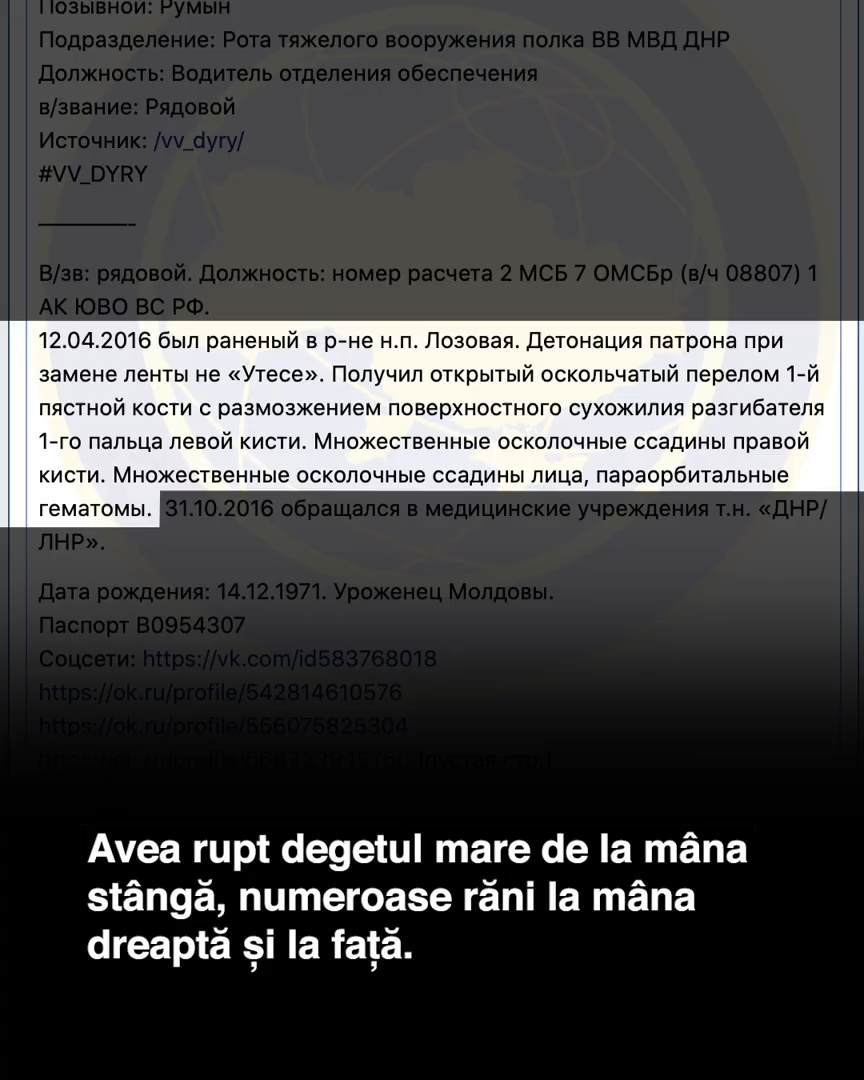 Позывной: Румын
Подразделение: Рота тяжелого вооружения полка ВВ МВД ДНР
Должность: Водитель отделения обеспечения
в/звание: Рядовой
Источник: /vv_dyry/
#VV_DYRY
————-
В/зв: рядовой. Должность: номер расчета 2 МСБ 7 ОМСБр (в/ч 08807) 1
АК ЮВО ВС РФ.
12.04.2016 был раненый в р-не н.п. Лозовая. Детонация патрона при
замене ленты не «Утесе». Получил открытый оскольчатый перелом 1-й
пястной кости с размозжением поверхностного сухожилия разгибателя
1-го пальца левой кисти. Множественные осколочные ссадины правой
кисти. Множественные осколочные ссадины лица, параорбитальные
гематомы. 31.10.2016 обращался в медицинские учреждения т.н. «ДНР/
ЛНР».
Дата рождения: 14.12.1971. Уроженец Молдовы.
Паспорт В0954307
Соцсети: https://vk.com/id583768018
https://ok.ru/profile/542814610576
https://ok.ru/profile/556075825304
Avea rupt degetul mare de la mâna
stângă, numeroase răni la mâna
dreaptă și la față.